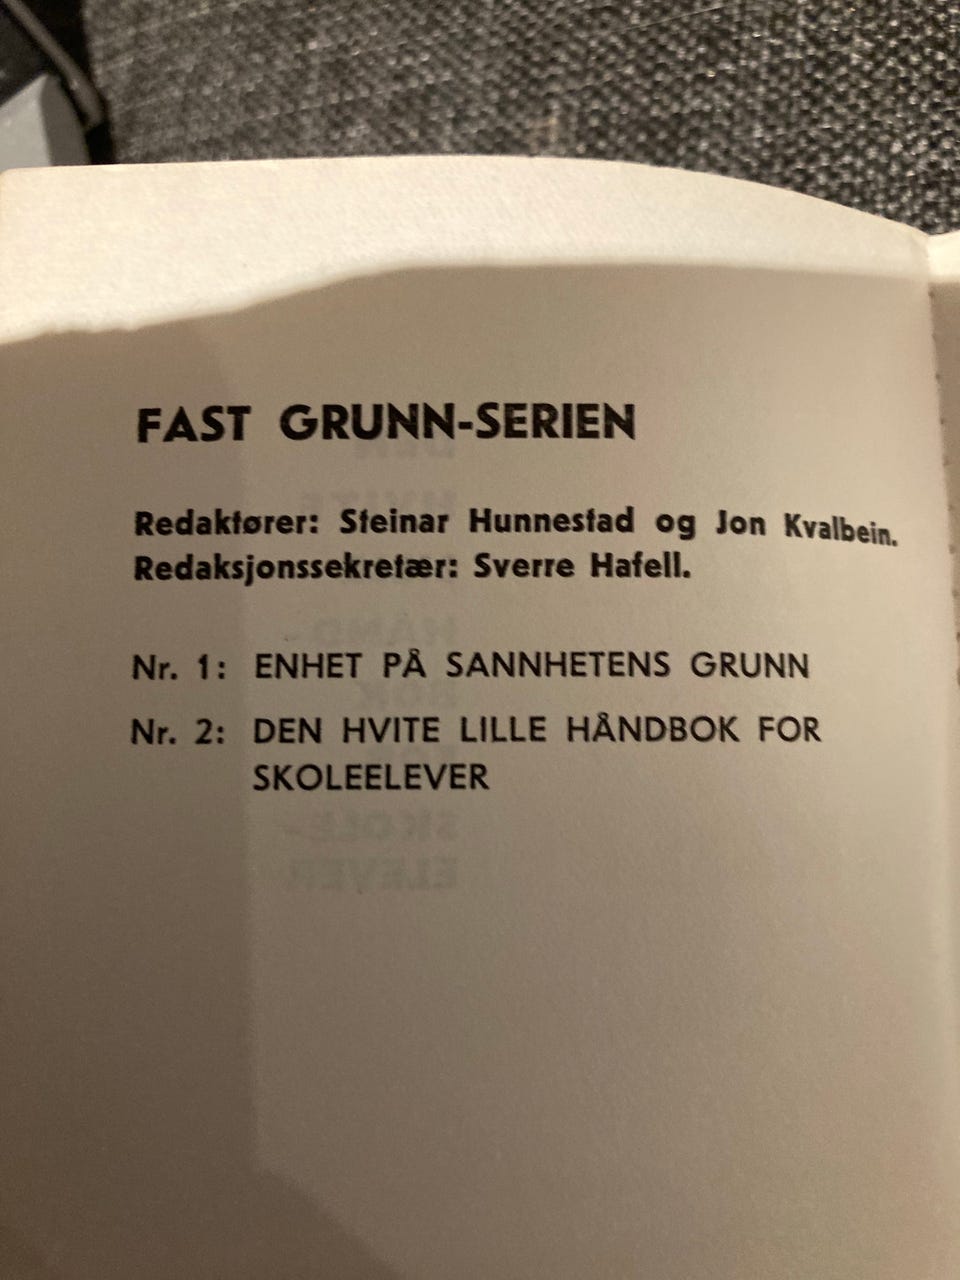 FAST GRUNN-SERIEN
Redaktører: Steinar Hunnestad og Jon Kvalbein.
Redaksjonssekretær: Sverre Hafell.
Nr. 1: ENHET PÅ SANNHETENS GRUNN
Nr. 2: DEN HVITE LILLE HÅNDBOK FOR
SKOLEELEVER